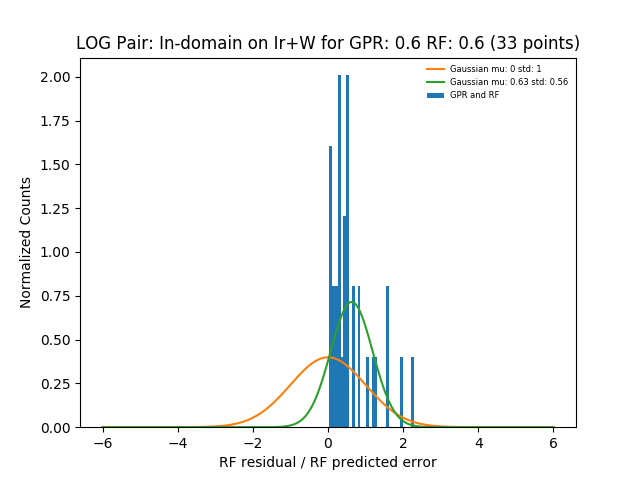 LOG Pair: In-domain on Ir+W for GPR: 0.6 RF: 0.6 (33 points)
Gaussian mu: 0 std: 1
Gaussian mu: 0.63 std: 0.56
GPR and RF
Normalized Counts
2.00
1.75
1.50
1.25
1.00
0.75
0.50
0.25
0.00
−6
−4
−2
0
2
4
6
RF residual / RF predicted error